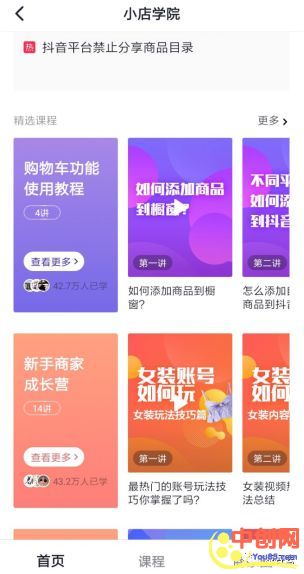 小店学院
热 抖音平台禁止分享商品目录
精选课程
更多
购物车功能
使用教程
4讲
查看更多
42.7万人已学
如何添加商品
到橱窗?
第一讲
如何添加商品到橱
窗?
不同平
如何添
到抖音
第二讲
怎么添加
商品到抖音
新手商家
成长营
14讲
查看更多
43.2万人已学
女装账号
如何玩
女装玩法技巧篇
第一讲
最热门的账号玩法技
巧你掌握了吗?
女装
女装内容
第二讲
女装视频
法总结
首页
课程
中创网
You85.com